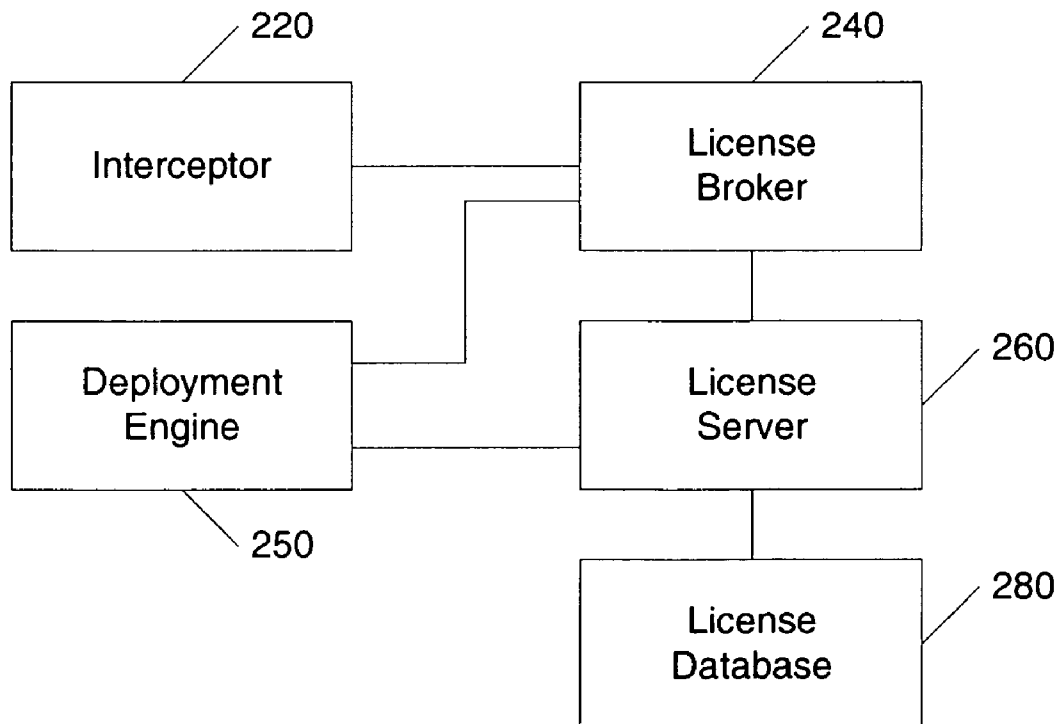 220
240
Interceptor
License
Broker
Deployment
Engine
License
Server
260
250
License
Database
280